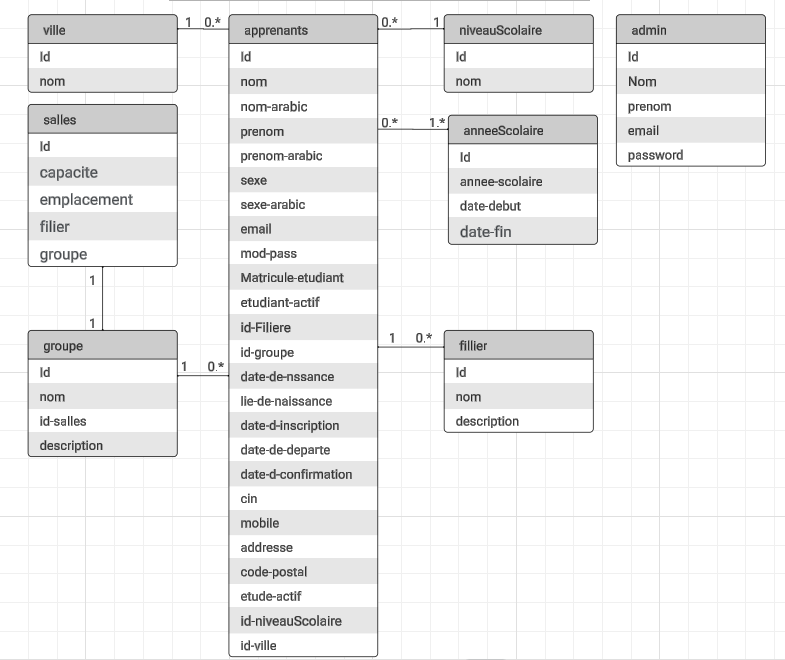 ville
Id
nom
1 0.*
apprenants
Id
nom
nom-arabic
prenom
prenom-arabic
sexe
sexe-arabic
email
mod-pass
Matricule-etudiant
etudiant-actif
id-Filiere
id-groupe
date-de-nssance
lie-de-naissance
date-d-inscription
date-de-departe
date-d-confirmation
cin
mobile
addresse
code-postal
etude-actif
id-niveauScolaire
id-ville
0.* 1
niveauScolaire
Id
nom
admin
Id
Nom
prenom
email
password
salles
Id
capacite
emplacement
filier
groupe
0.* 1.*
anneeScolaire
Id
annee-scolaire
date-debut
date-fin
1
1
groupe
Id
nom
id-salles
description
1 0.*
1 0.*
fillier
Id
nom
description